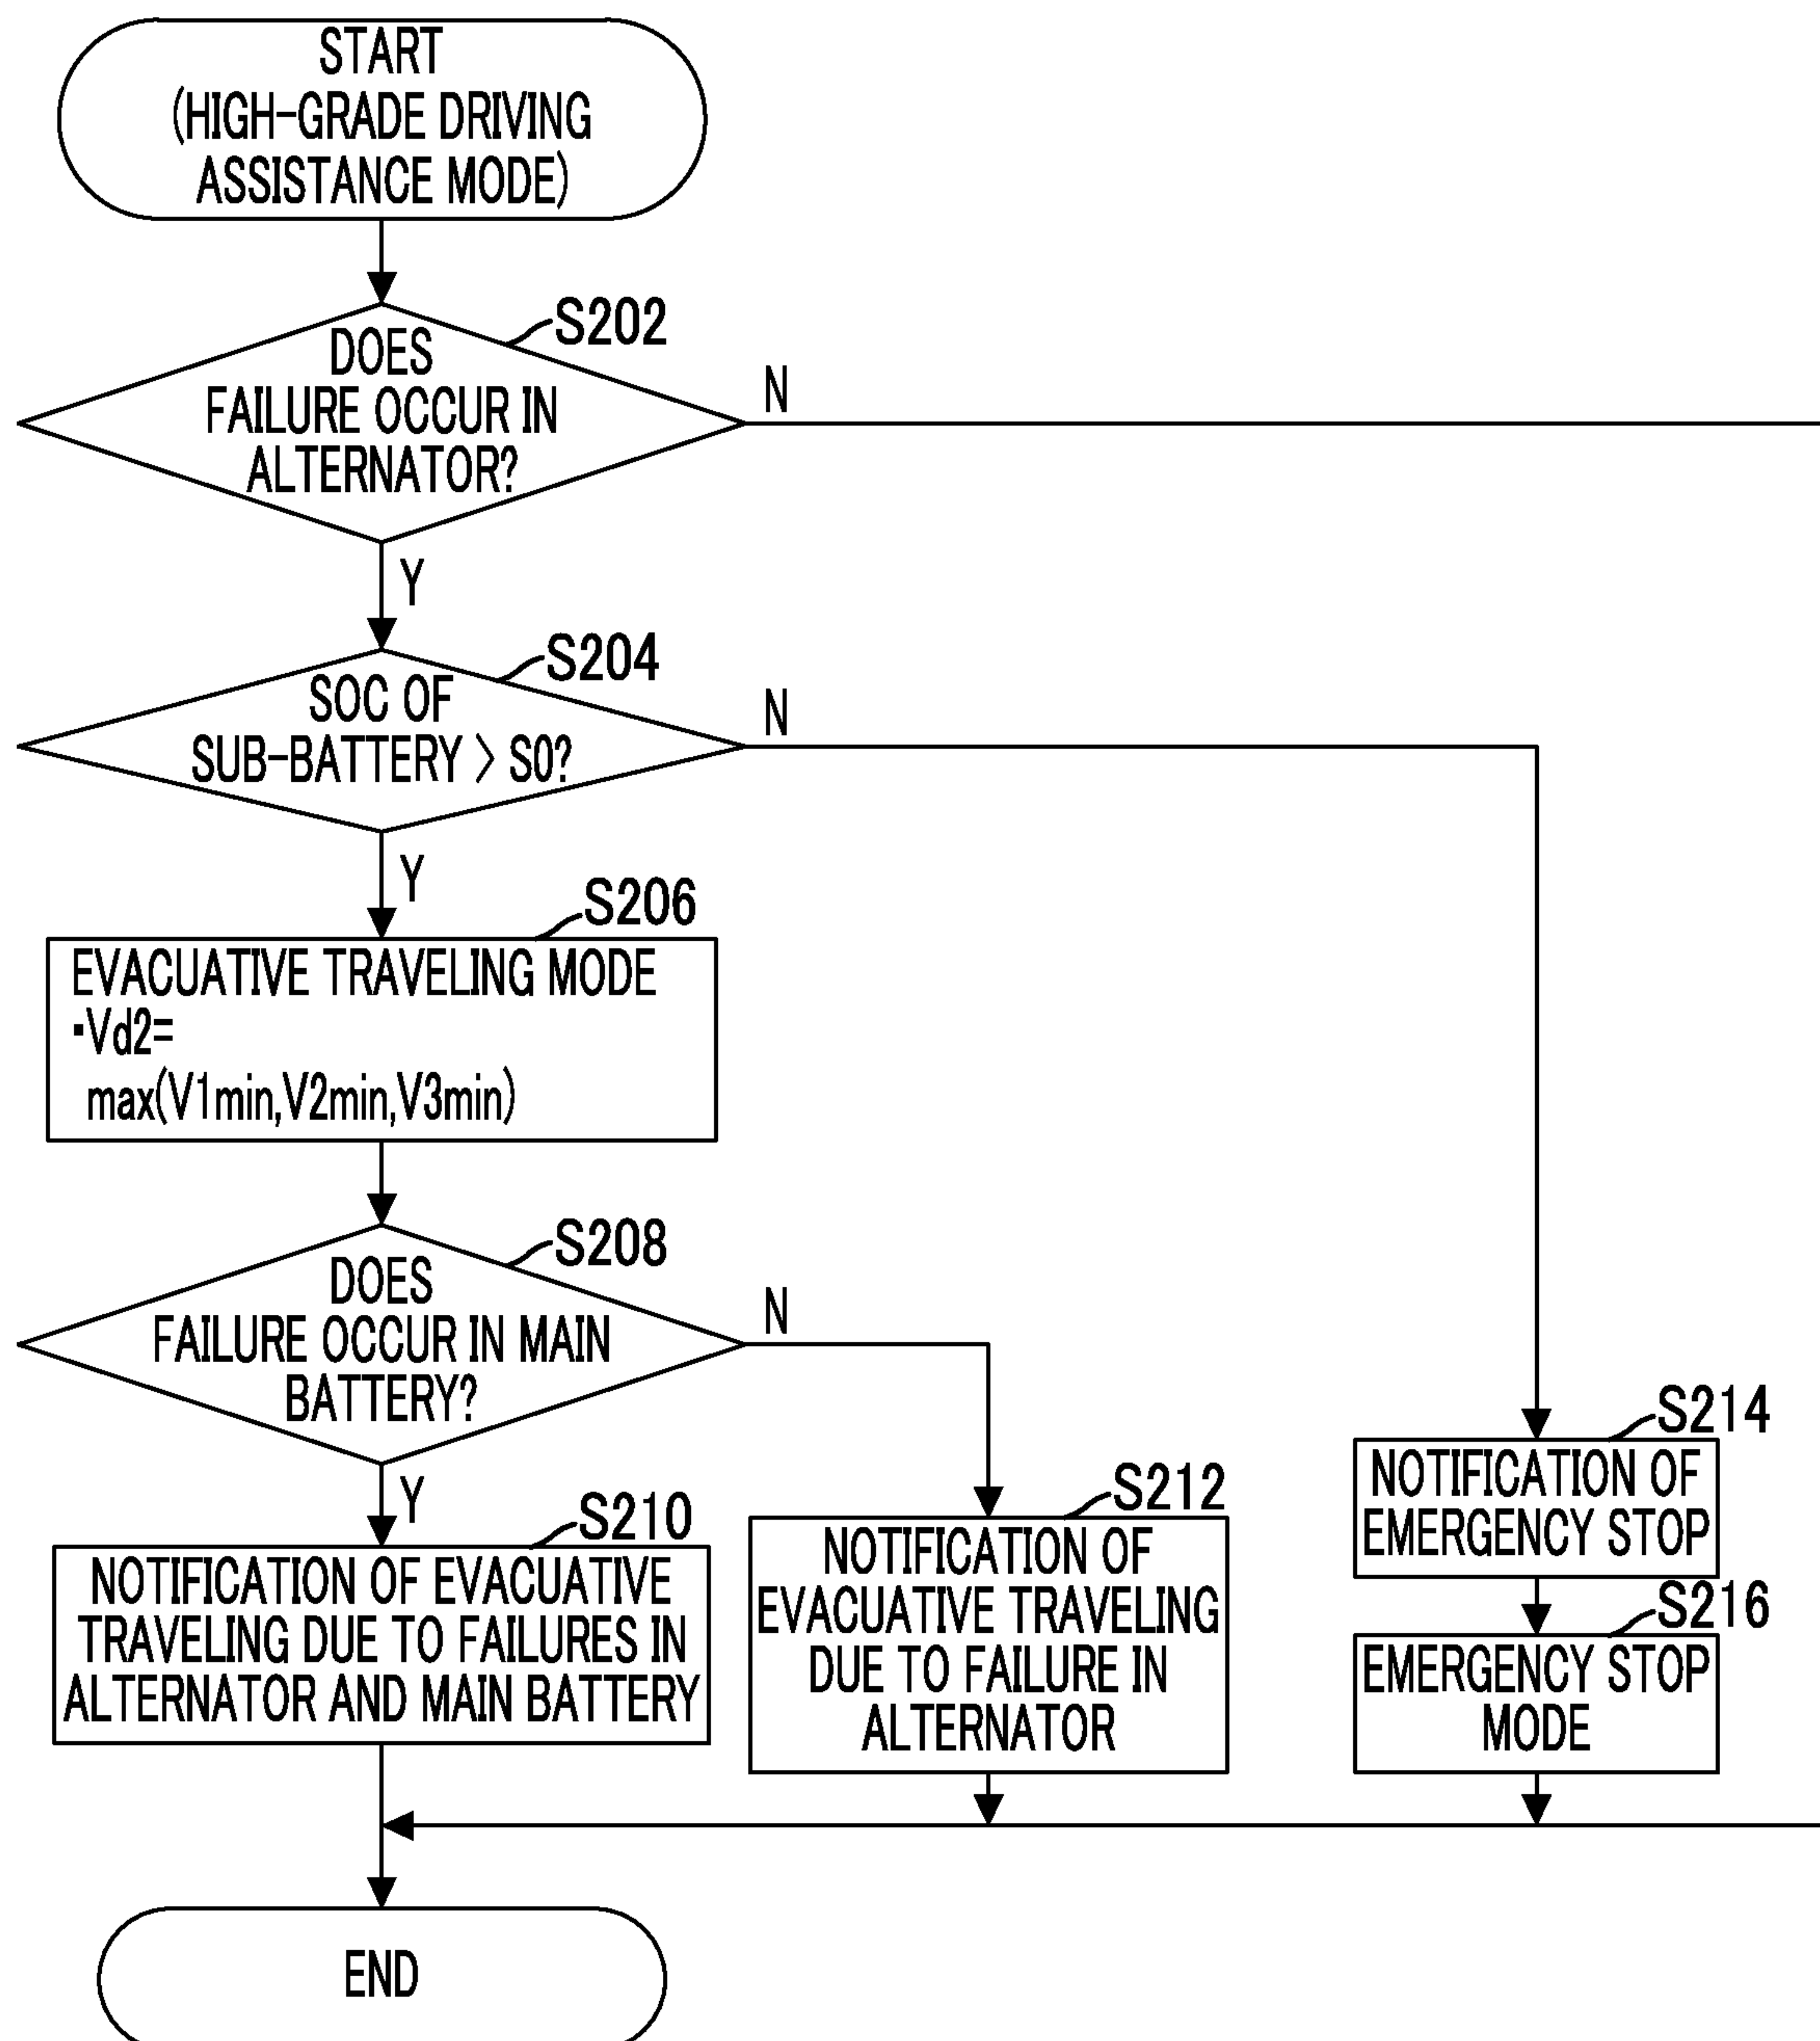 START
(HIGH-GRADE DRIVING
ASSISTANCE MODE)
S202
DOES
FAILURE OCCUR IN
ALTERNATOR?
N
Y
S204
SOC OF
SUB-BATTERY > S0?
N
Y
S206
EVACUATIVE TRAVELING MODE
▪Vd2=
max(V1min,V2min,V3min)
S208
DOES
FAILURE OCCUR IN MAIN
BATTERY?
N
Y
S210
NOTIFICATION OF EVACUATIVE
TRAVELING DUE TO FAILURES IN
ALTERNATOR AND MAIN BATTERY
S212
NOTIFICATION OF
EVACUATIVE TRAVELING
DUE TO FAILURE IN
ALTERNATOR
S214
NOTIFICATION OF
EMERGENCY STOP
S216
EMERGENCY STOP
MODE
END